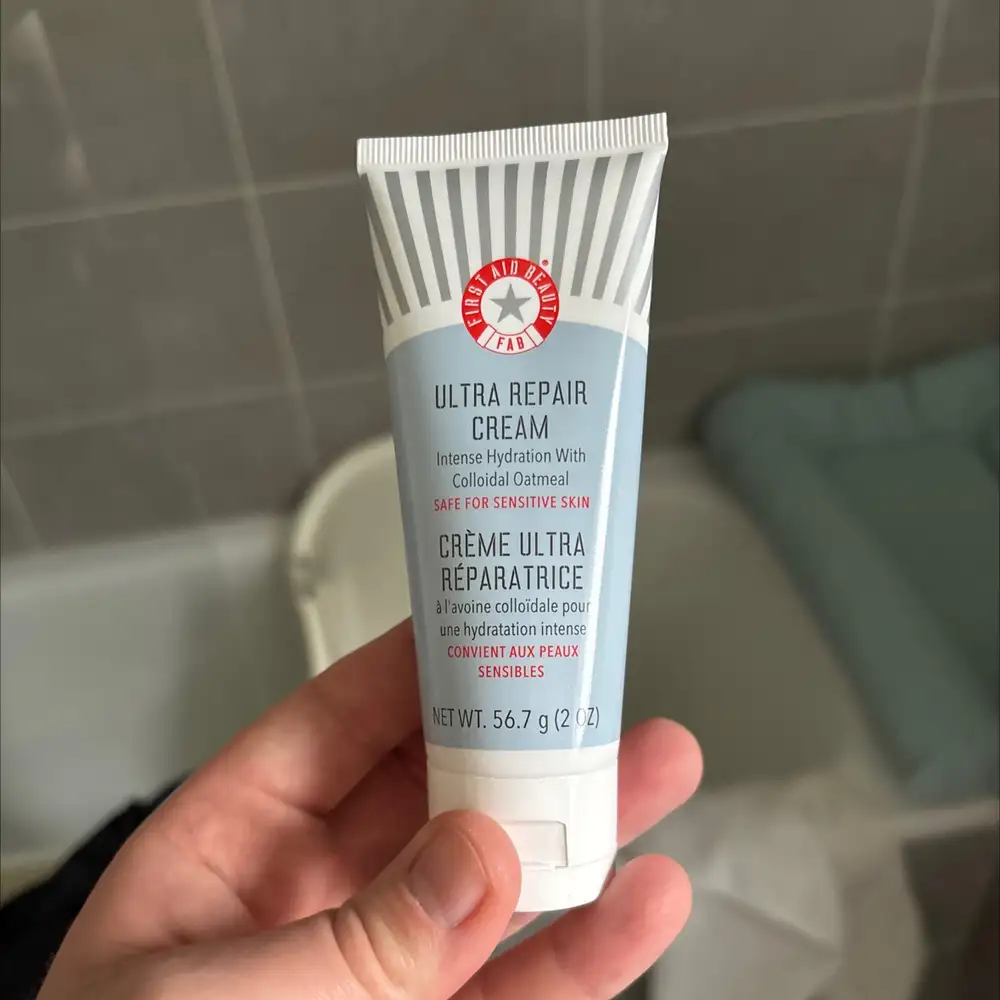 FIRST AID BEAUTY®
FAB
ULTRA REPAIR
CREAM
Intense Hydration With
Colloidal Oatmeal
SAFE FOR SENSITIVE SKIN
CRÈME ULTRA
RÉPARATRICE
à l'avoine colloïdale pour
une hydratation intense
CONVIENT AUX PEAUX
SENSIBLES
NET WT. 56.7 g (2 OZ)